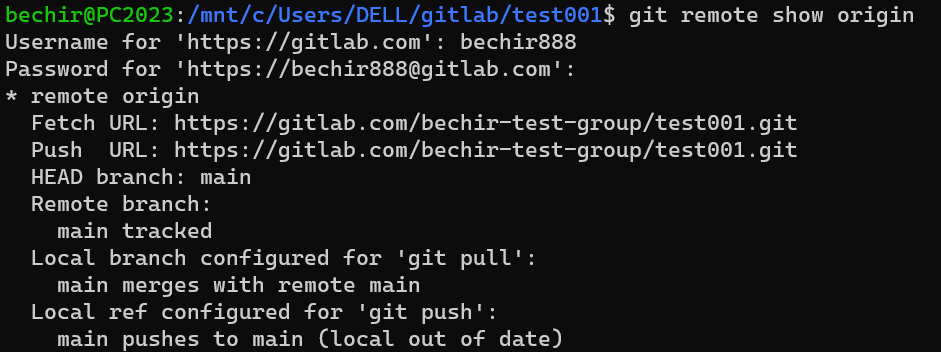 bechir@PC2023:/mnt/c/Users/DELL/gitlab/test001$ git remote show origin
Username for 'https://gitlab.com': bechir888
Password for 'https://bechir888@gitlab.com':
* remote origin
  Fetch URL: https://gitlab.com/bechir-test-group/test001.git
  Push  URL: https://gitlab.com/bechir-test-group/test001.git
  HEAD branch: main
  Remote branch:
    main tracked
  Local branch configured for 'git pull':
    main merges with remote main
  Local ref configured for 'git push':
    main pushes to main (local out of date)